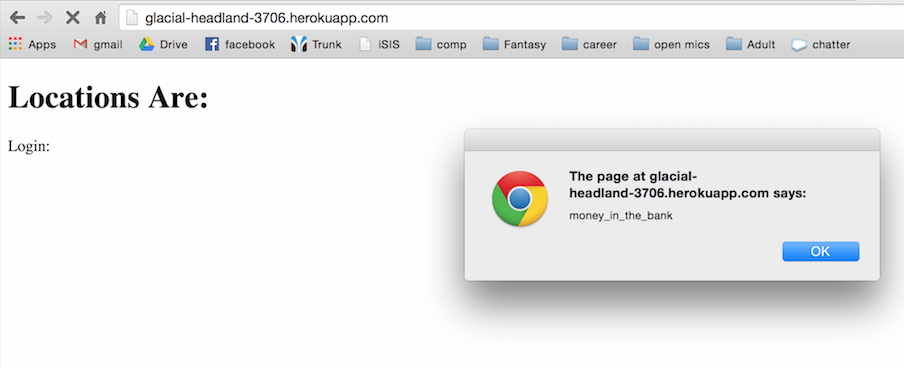 glacial-headland-3706.herokuapp.com
Apps gmail Drive facebook Trunk iSIS comp Fantasy career open mics Adult chatter
Locations Are:
Login:
The page at glacial-
headland-3706.herokuapp.com says:
money_in_the_bank
OK